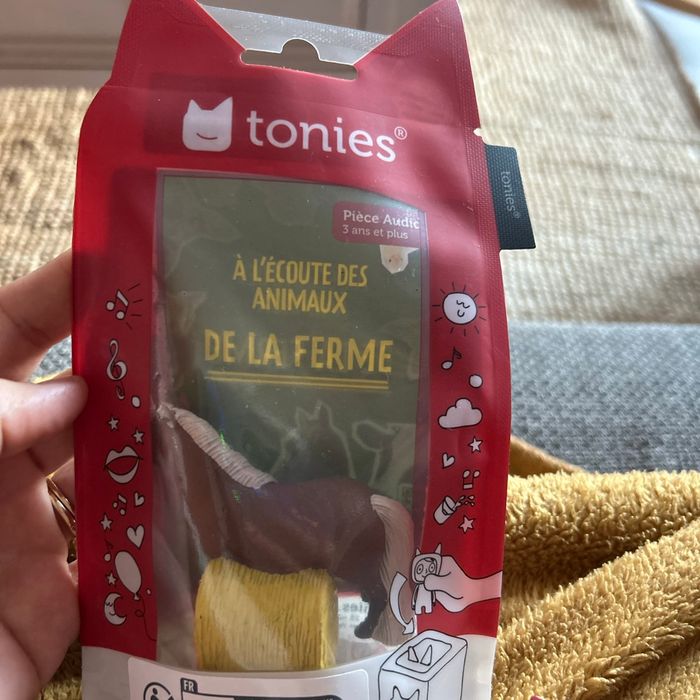 tonies®
tonies®
Pièce Audio
3 ans et plus
À L'ÉCOUTE DES
ANIMAUX
DE LA FERME
FR